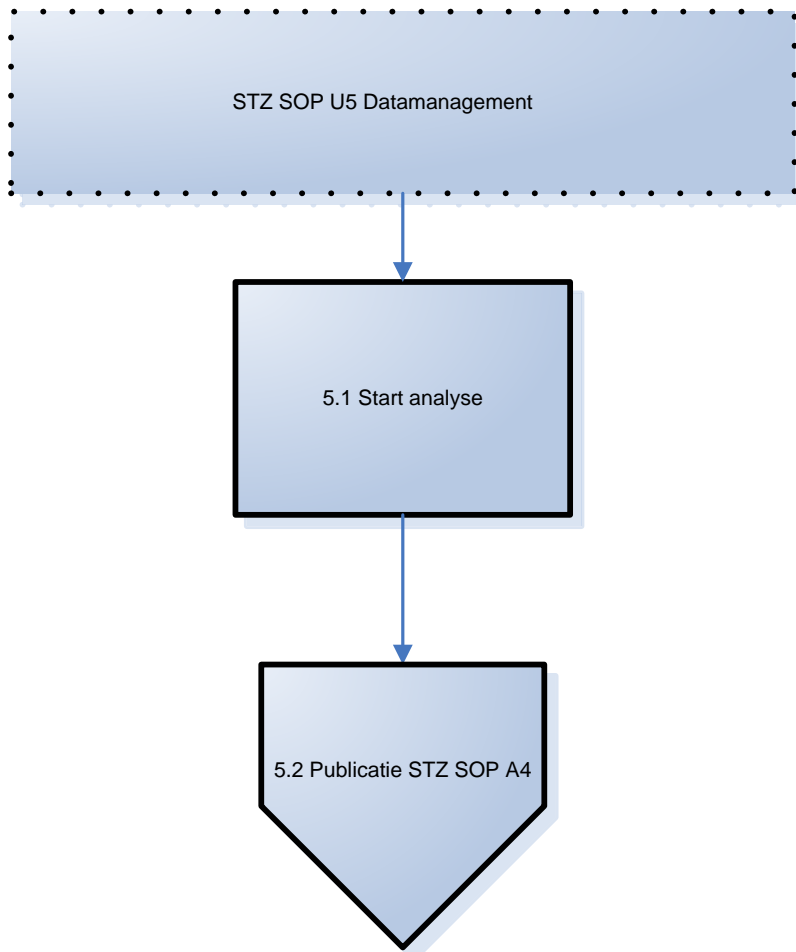 STZ SOP U5 Datamanagement
5.1 Start analyse
5.2 Publicatie STZ SOP A4